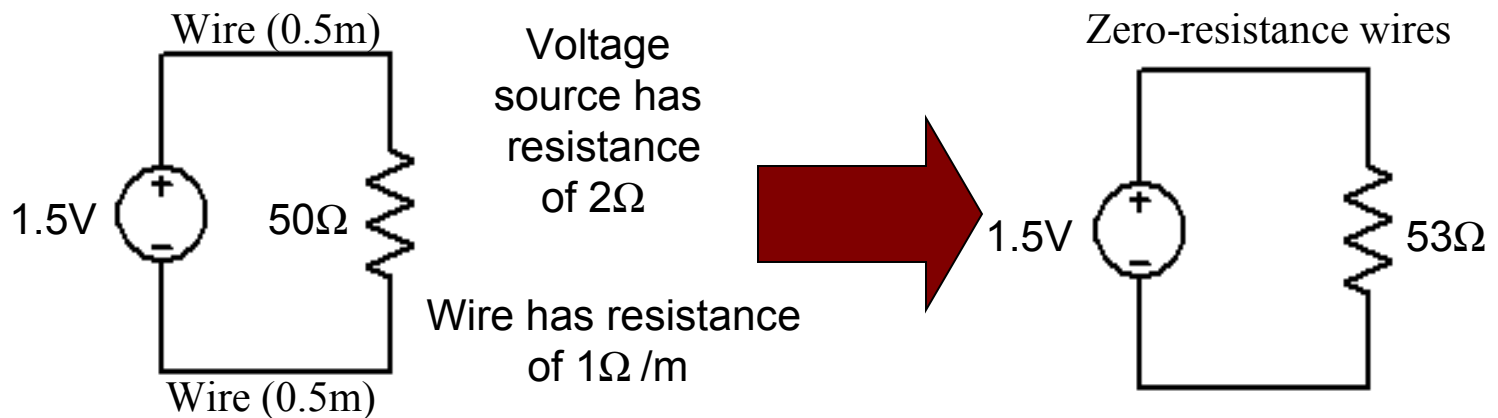 Wire (0.5m)
1.5V
+
−
50Ω
Wire (0.5m)
Voltage
source has
resistance
of 2Ω
Wire has resistance
of 1Ω /m
Zero-resistance wires
1.5V
+
−
53Ω